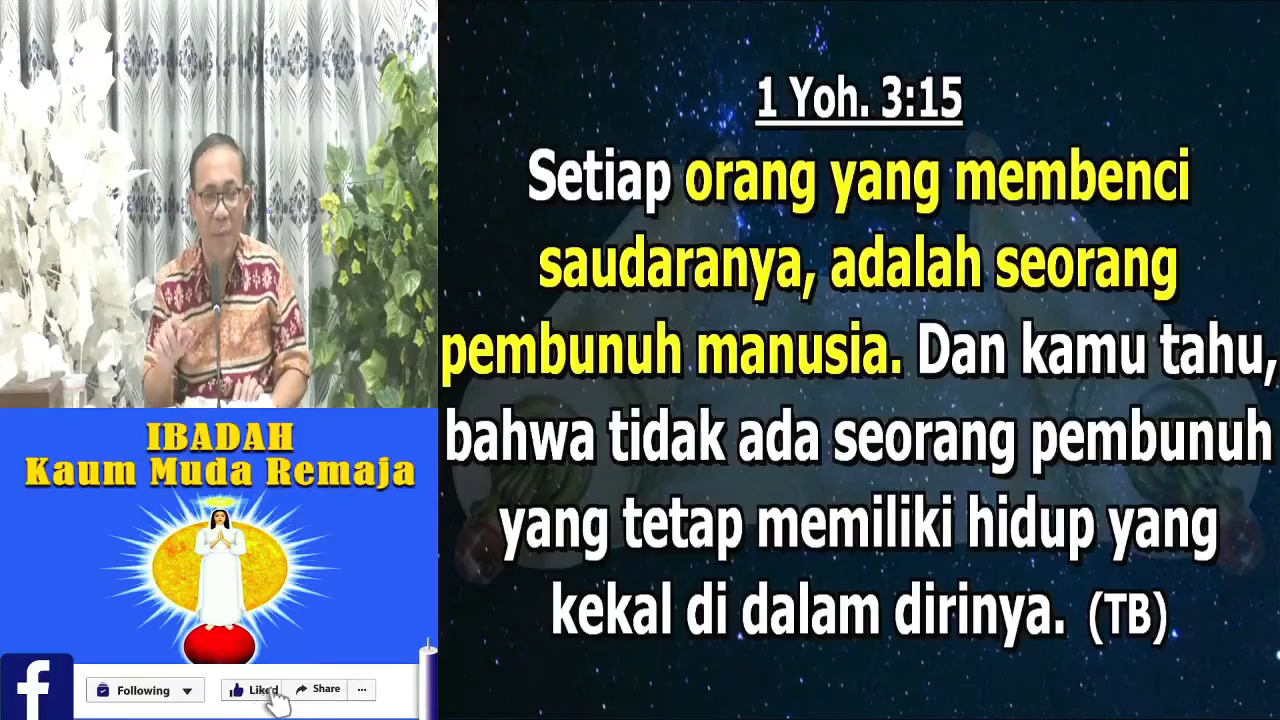 1 Yoh. 3:15
Setiap orang yang membenci
saudaranya, adalah seorang
pembunuh manusia. Dan kamu tahu,
bahwa tidak ada seorang pembunuh
yang tetap memiliki hidup yang
kekal di dalam dirinya. (TB)
IBADAH
Kaum Muda Remaja
f
Following
Liked
Share